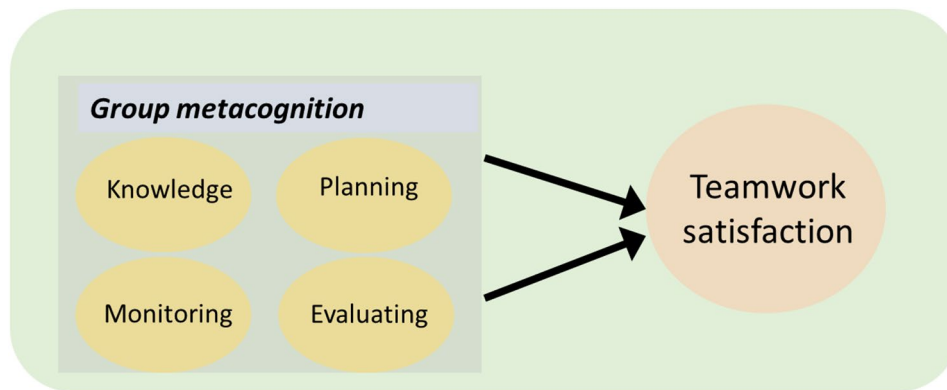 Group metacognition
Knowledge
Planning
Monitoring
Evaluating
Teamwork
satisfaction